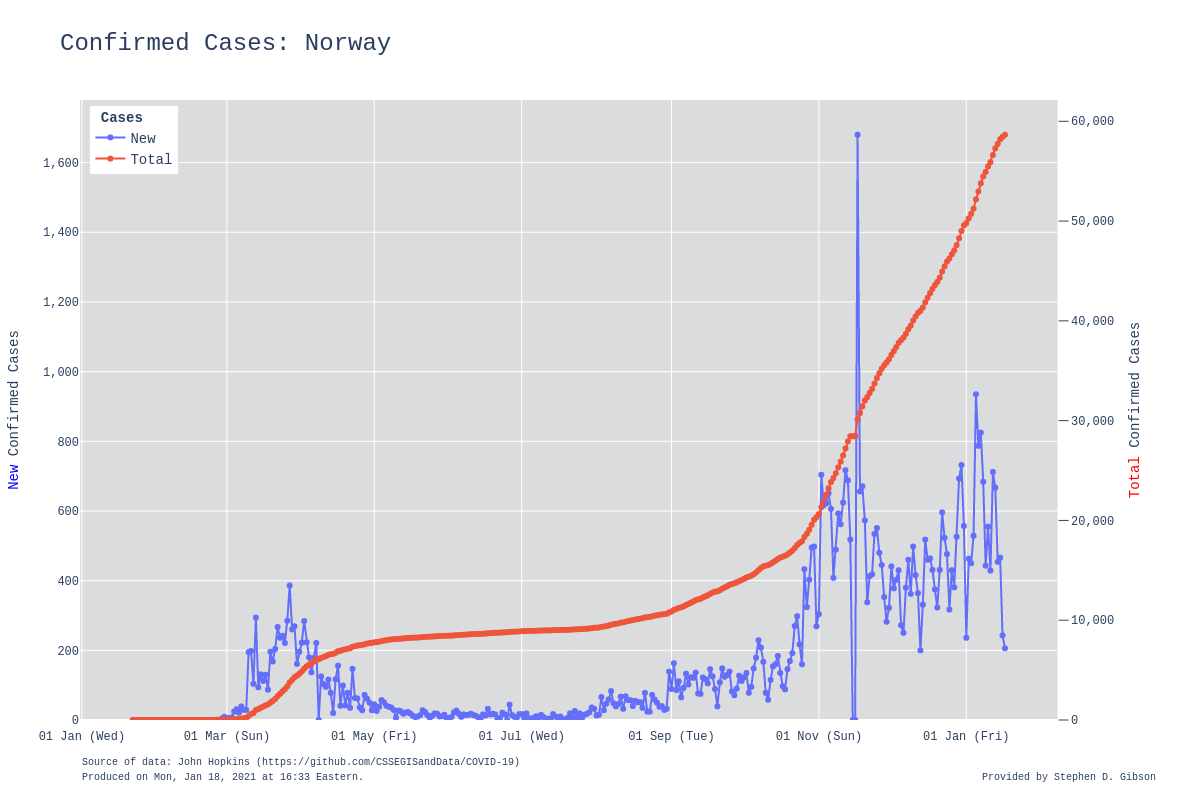 Confirmed Cases: Norway
Cases
New
Total
1,600
1,400
1,200
1,000
800
600
400
200
0
New Confirmed Cases
60,000
50,000
40,000
30,000
20,000
10,000
0
Total Confirmed Cases
01 Jan (Wed)
01 Mar (Sun)
01 May (Fri)
01 Jul (Wed)
01 Sep (Tue)
01 Nov (Sun)
01 Jan (Fri)
Source of data: John Hopkins (https://github.com/CSSEGISandData/COVID-19)
Produced on Mon, Jan 18, 2021 at 16:33 Eastern.
Provided by Stephen D. Gibson